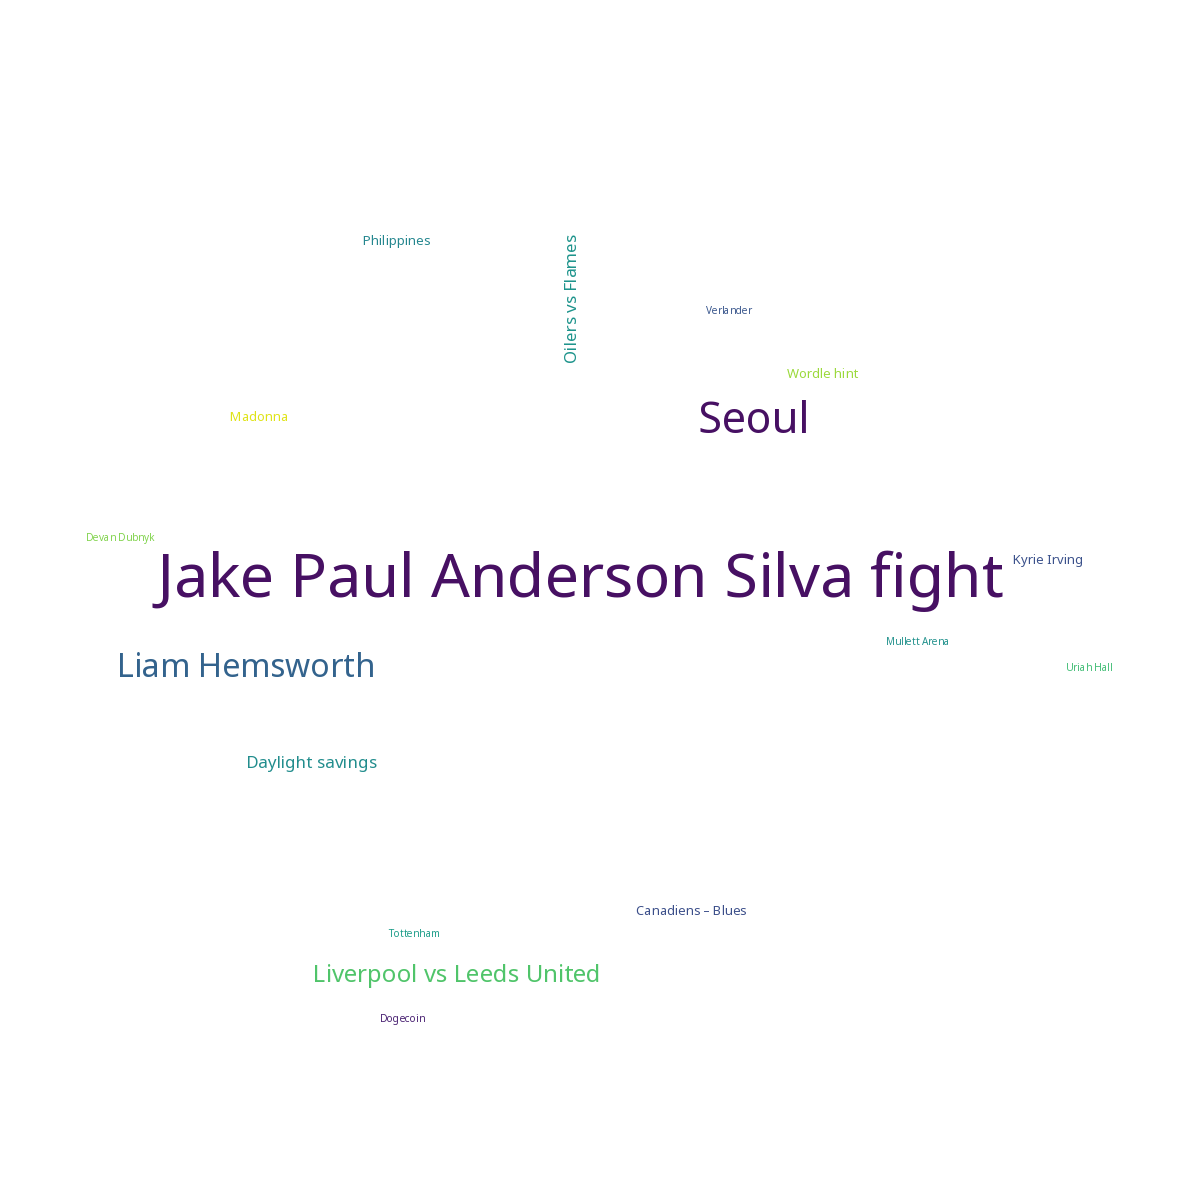 Philippines
Oilers vs Flames
Verlander
Wordle hint
Madonna
Seoul
Devan Dubnyk
Jake Paul Anderson Silva fight
Kyrie Irving
Mullett Arena
Liam Hemsworth
Uriah Hall
Daylight savings
Canadiens – Blues
Tottenham
Liverpool vs Leeds United
Dogecoin